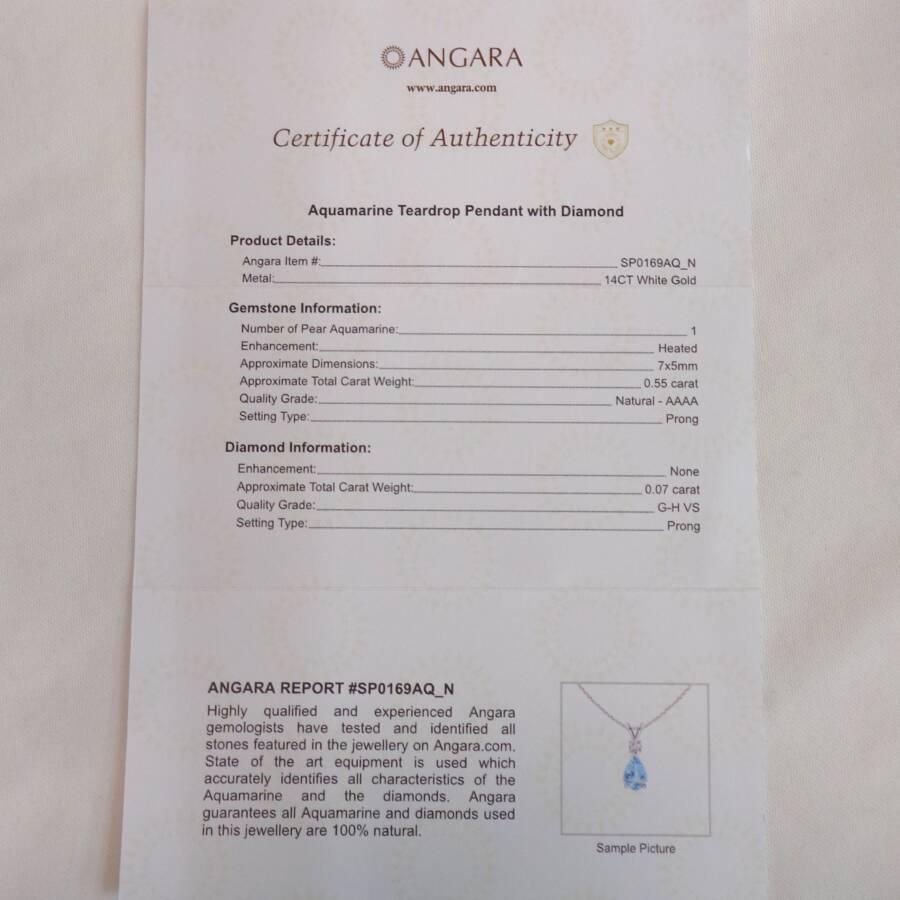 ANGARA
www.angara.com
Certificate of Authenticity
Aquamarine Teardrop Pendant with Diamond
Product Details:
Angara Item #: SP0169AQ_N
Metal: 14CT White Gold
Gemstone Information:
Number of Pear Aquamarine: 1
Enhancement: Heated
Approximate Dimensions: 7x5mm
Approximate Total Carat Weight: 0.55 carat
Quality Grade: Natural - AAAA
Setting Type: Prong
Diamond Information:
Enhancement: None
Approximate Total Carat Weight: 0.07 carat
Quality Grade: G-H VS
Setting Type: Prong
ANGARA REPORT #SP0169AQ_N
Highly qualified and experienced Angara
gemologists have tested and identified all
stones featured in the jewellery on Angara.com.
State of the art equipment is used which
accurately identifies all characteristics of the
Aquamarine and the diamonds. Angara
guarantees all Aquamarine and diamonds used
in this jewellery are 100% natural.
Sample Picture